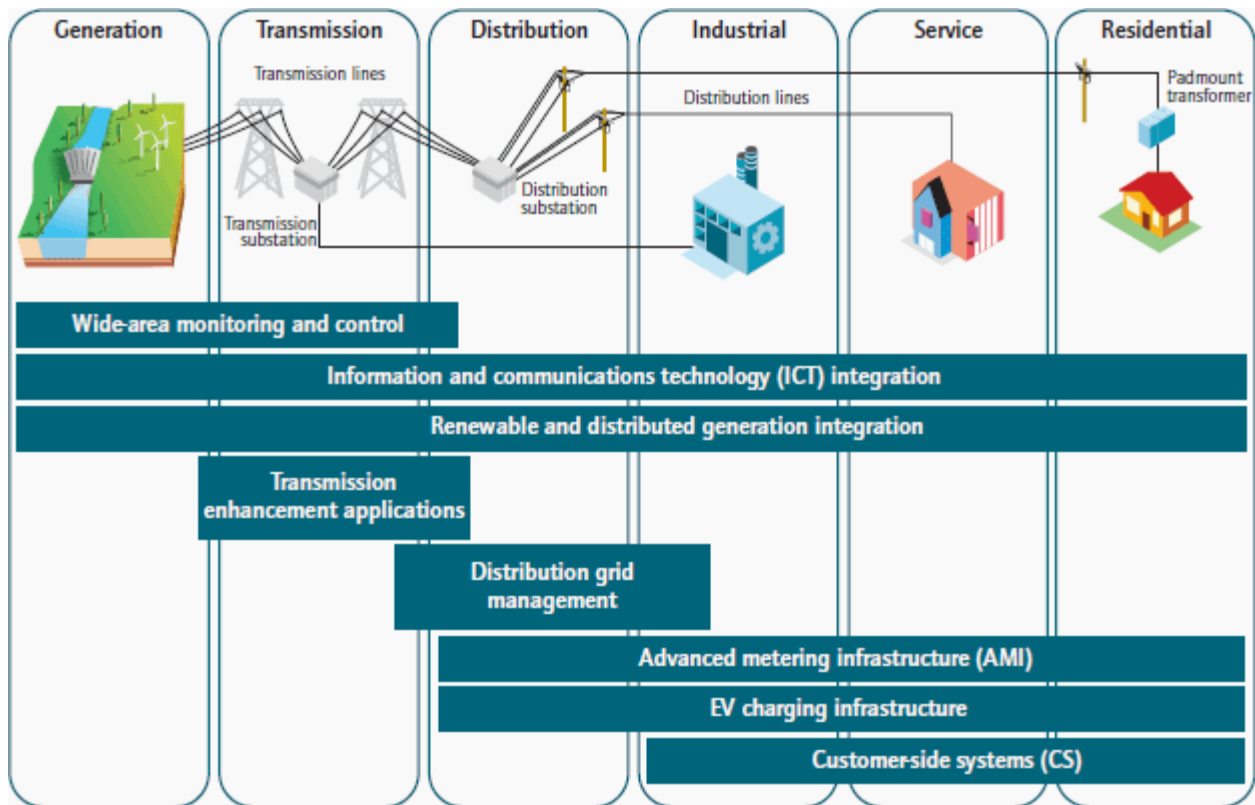 Generation
Transmission
Distribution
Industrial
Service
Residential
Transmission lines
Distribution lines
Padmount
transformer
Distribution
substation
Transmission
substation
Wide-area monitoring and control
Information and communications technology (ICT) integration
Renewable and distributed generation integration
Transmission
enhancement applications
Distribution grid
management
Advanced metering infrastructure (AMI)
EV charging infrastructure
Customer-side systems (CS)